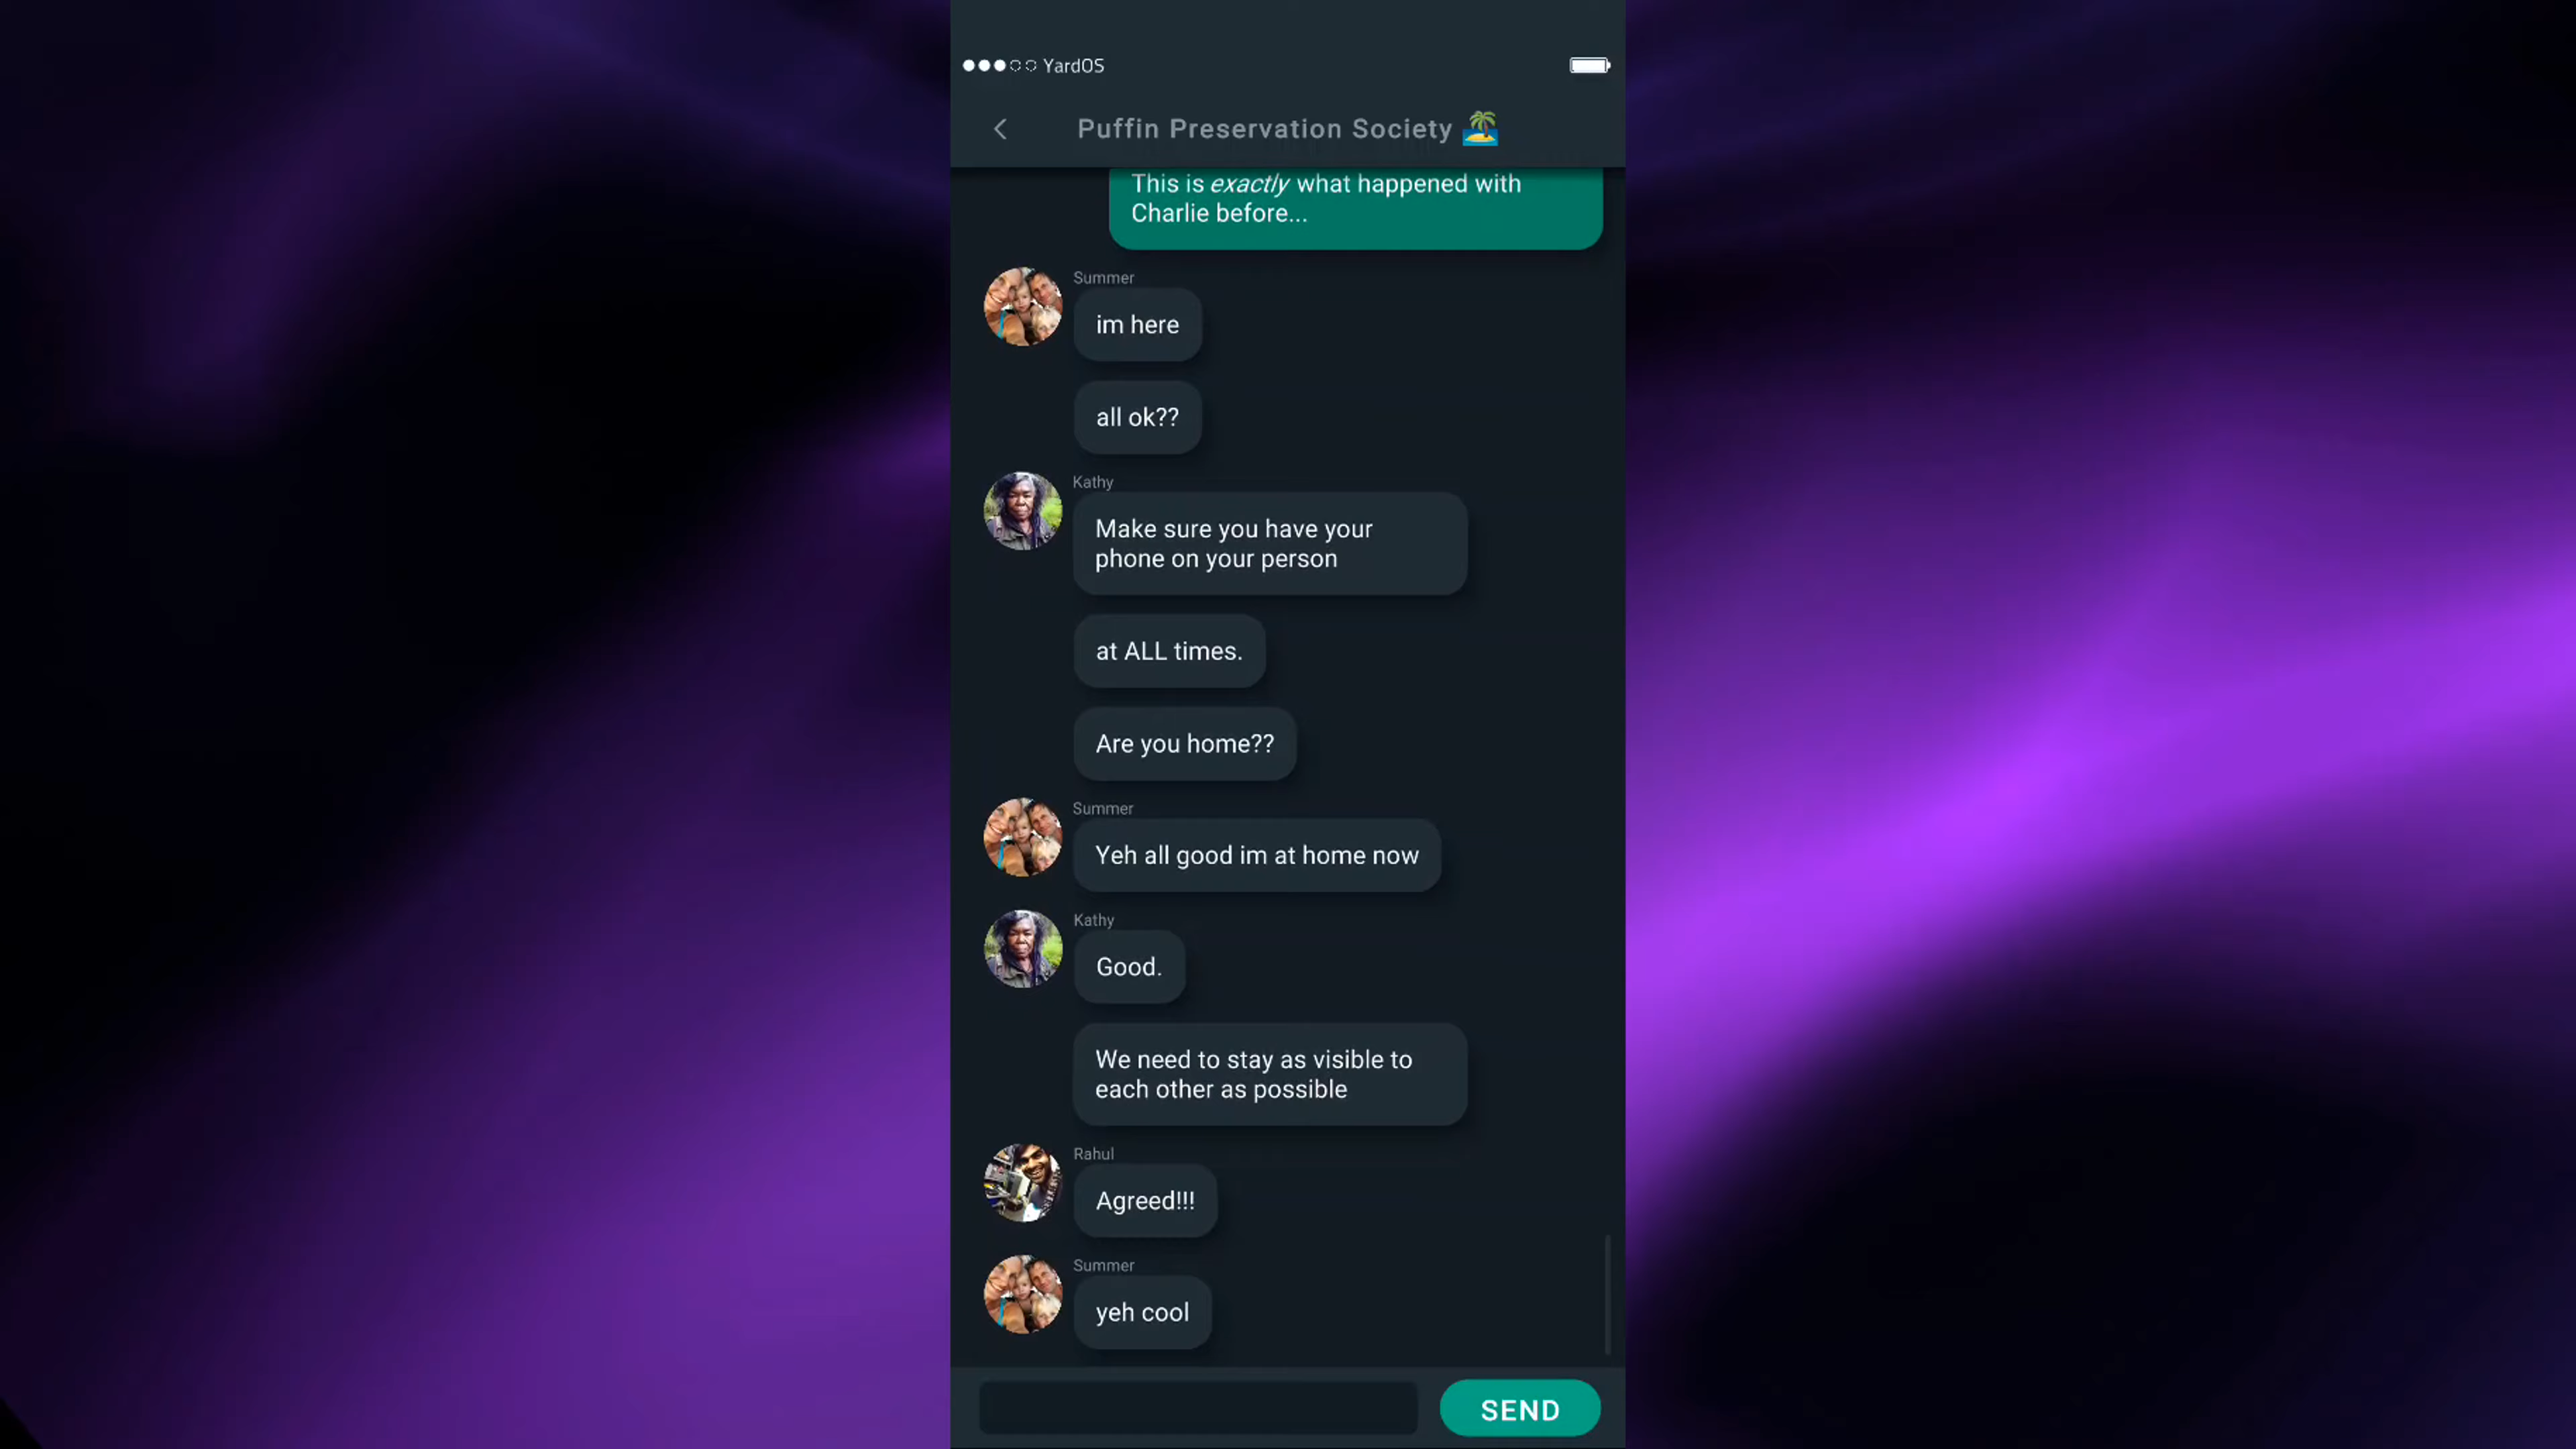 YardOS
Puffin Preservation Society
This is exactly what happened with
Charlie before...
Summer
im here
all ok??
Kathy
Make sure you have your
phone on your person
at ALL times.
Are you home??
Summer
Yeh all good im at home now
Kathy
Good.
We need to stay as visible to
each other as possible
Rahul
Agreed!!!
Summer
yeh cool
SEND